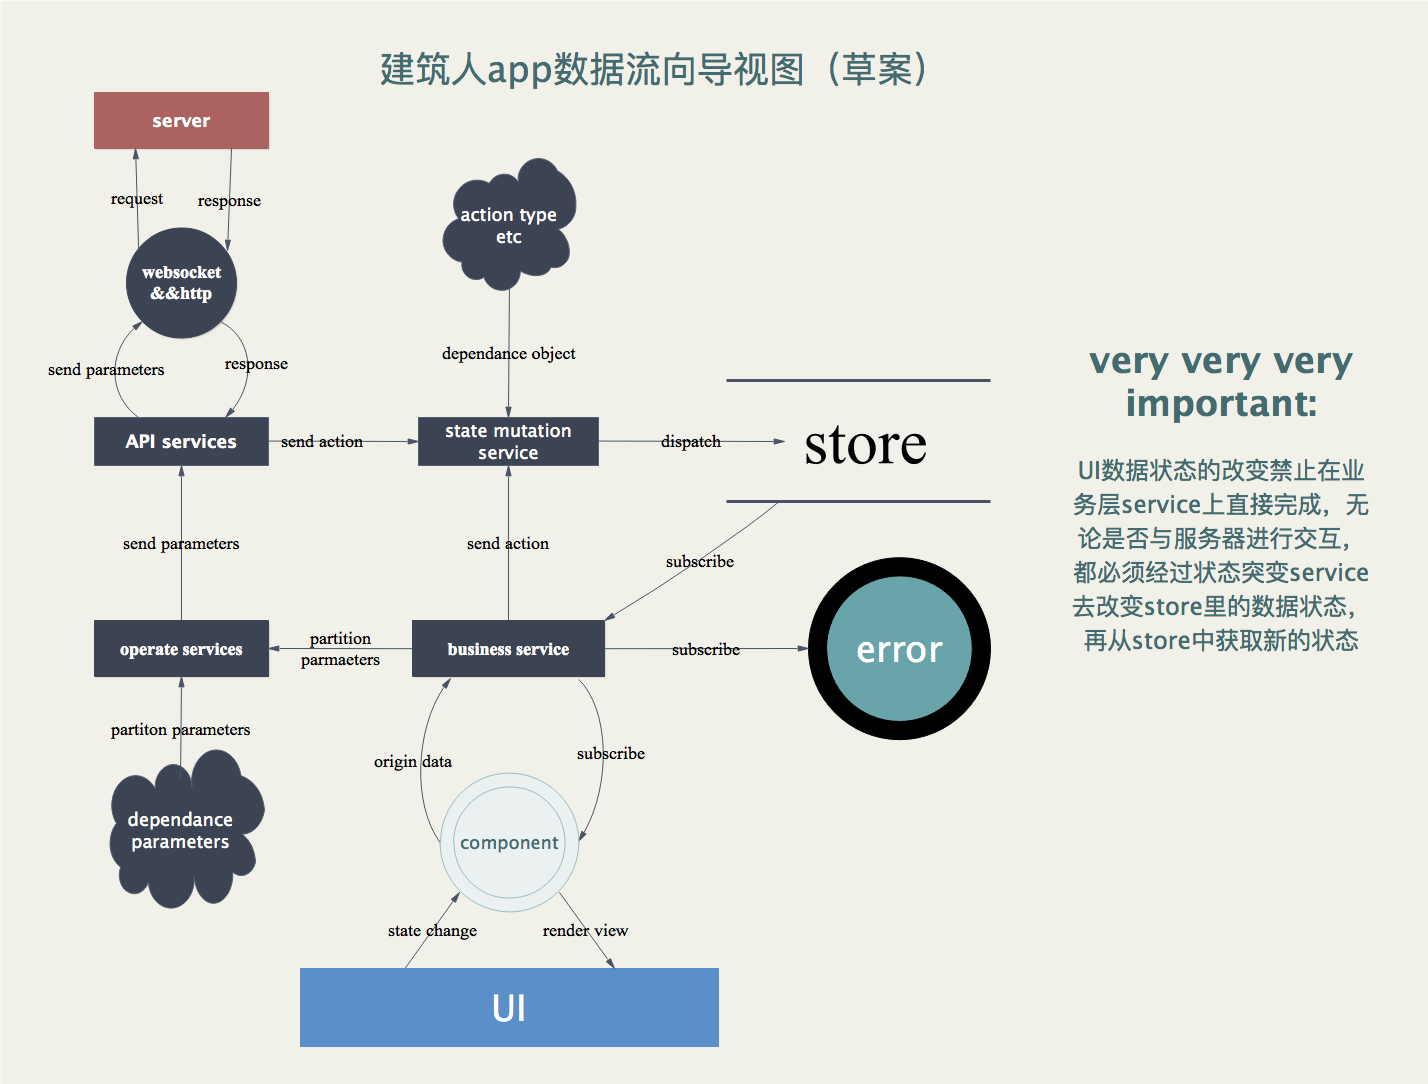 建筑人app数据流向导视图（草案）
server
request
response
action type
etc
websocket
&&http
dependance object
send parameters
response
very very very
important:
API services
send action
state mutation
service
dispatch
store
UI数据状态的改变禁止在业
务层service上直接完成，无
论是否与服务器进行交互，
都必须经过状态突变service
去改变store里的数据状态，
再从store中获取新的状态
send parameters
send action
subscribe
operate services
partition
parmaeters
business service
subscribe
error
partiton parameters
origin data
subscribe
dependance
parameters
component
state change
render view
UI